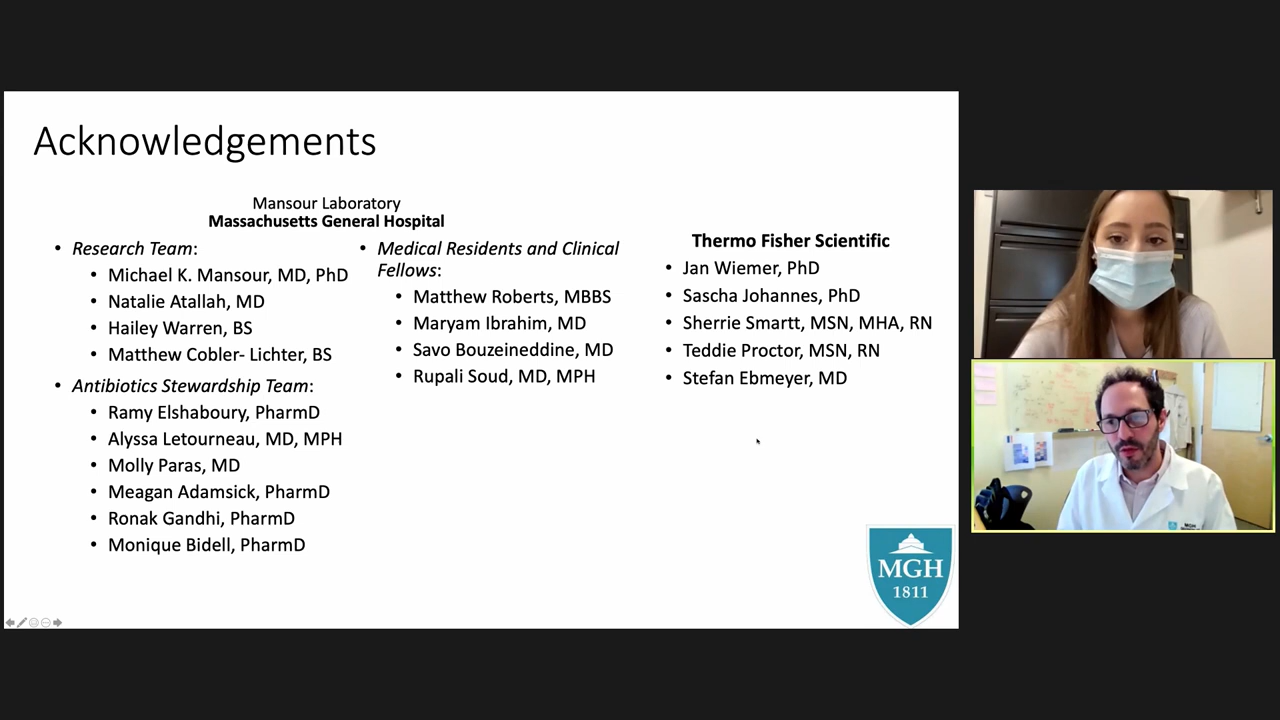 Acknowledgements
Mansour Laboratory
Massachusetts General Hospital
• Research Team:
• Michael K. Mansour, MD, PhD
• Natalie Atallah, MD
• Hailey Warren, BS
• Matthew Cobler- Lichter, BS
• Antibiotics Stewardship Team:
• Ramy Elshaboury, PharmD
• Alyssa Letourneau, MD, MPH
• Molly Paras, MD
• Meagan Adamsick, PharmD
• Ronak Gandhi, PharmD
• Monique Bidell, PharmD
• Medical Residents and Clinical
Fellows:
• Matthew Roberts, MBBS
• Maryam Ibrahim, MD
• Savo Bouzeineddine, MD
• Rupali Soud, MD, MPH
Thermo Fisher Scientific
• Jan Wiemer, PhD
• Sascha Johannes, PhD
• Sherrie Smartt, MSN, MHA, RN
• Teddie Proctor, MSN, RN
• Stefan Ebmeyer, MD
MGH
1811
MGH